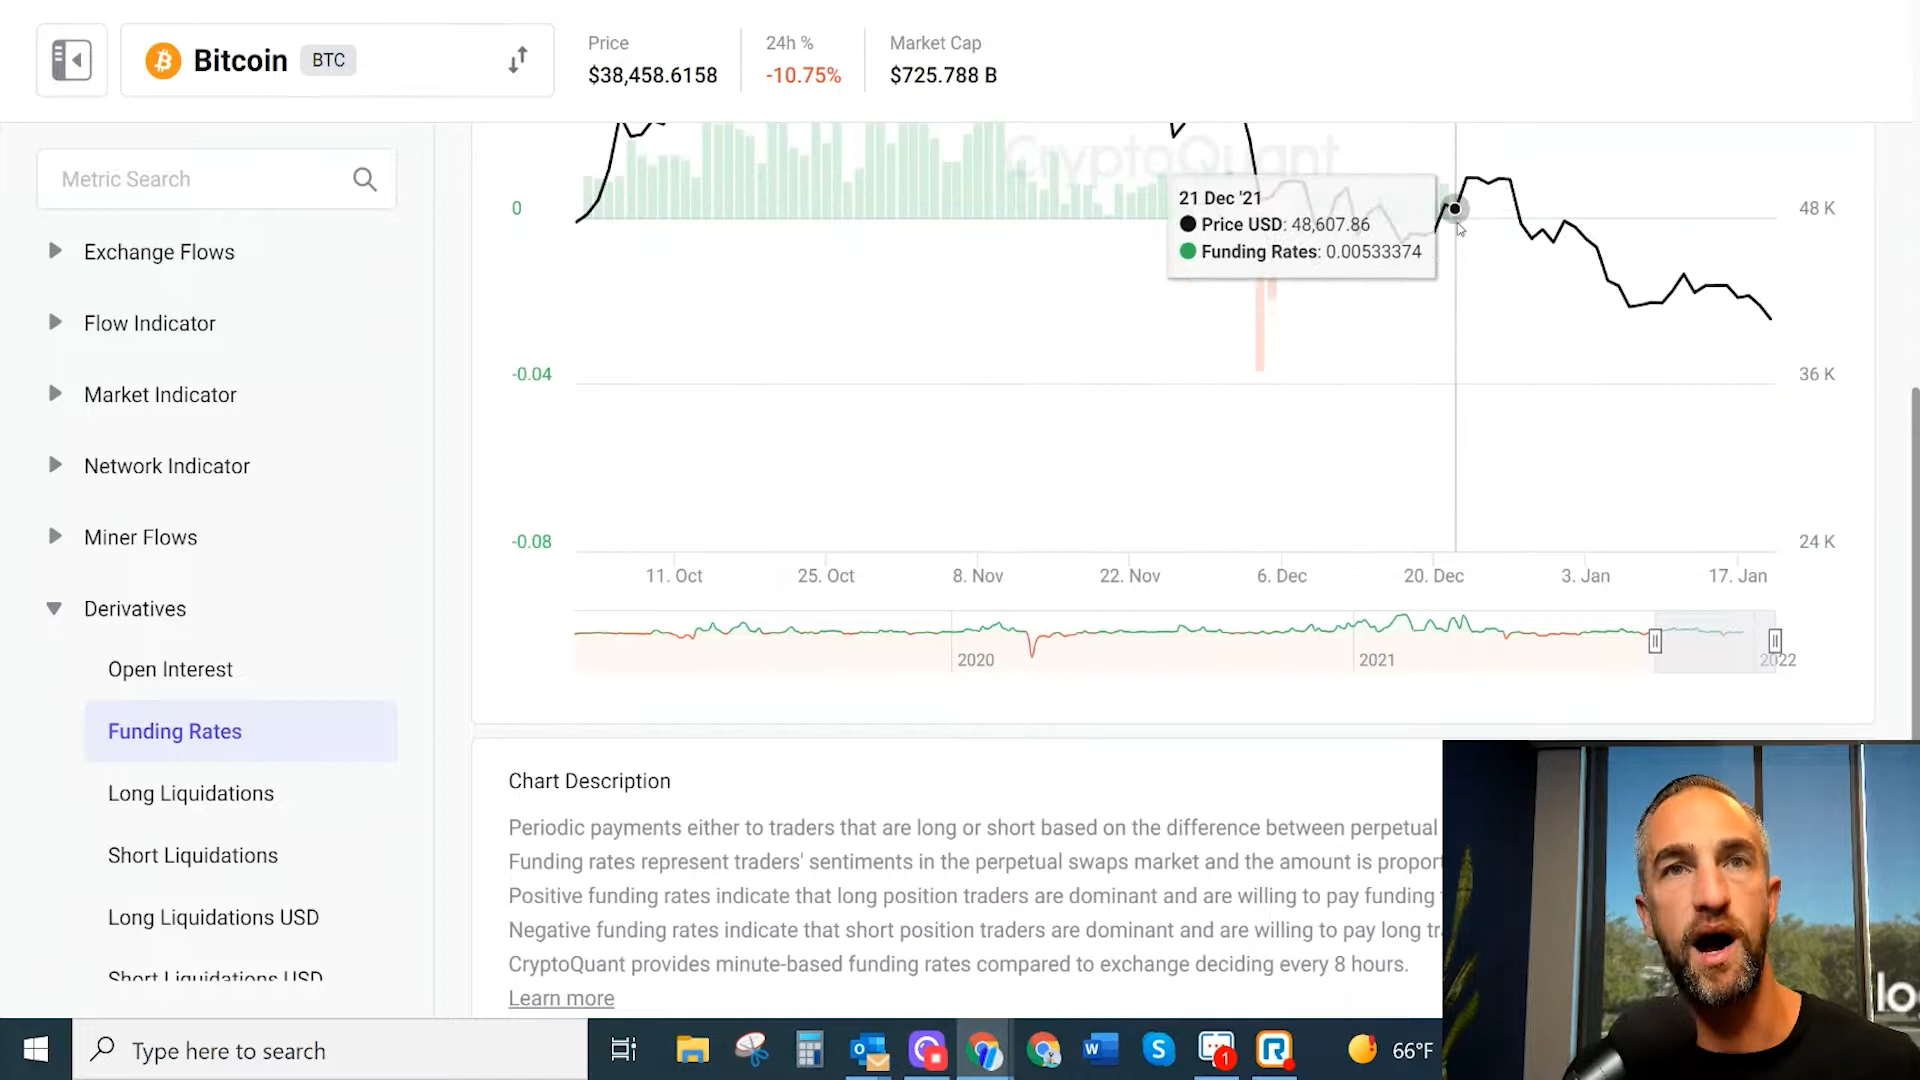 Bitcoin BTC
Price
$38,458.6158
24h %
-10.75%
Market Cap
$725.788 B
Metric Search
Exchange Flows
Flow Indicator
Market Indicator
Network Indicator
Miner Flows
Derivatives
Open Interest
Funding Rates
Long Liquidations
Short Liquidations
Long Liquidations USD
Short Liquidations USD
CryptoQuant
21 Dec '21
Price USD: 48,607.86
Funding Rates: 0.00533374
0
-0.04
-0.08
48 K
36 K
24 K
11. Oct
25. Oct
8. Nov
22. Nov
6. Dec
20. Dec
3. Jan
17. Jan
2020
2021
2022
Chart Description
Periodic payments either to traders that are long or short based on the difference between perpetual
Funding rates represent traders' sentiments in the perpetual swaps market and the amount is propor
Positive funding rates indicate that long position traders are dominant and are willing to pay funding
Negative funding rates indicate that short position traders are dominant and are willing to pay long
CryptoQuant provides minute-based funding rates compared to exchange deciding every 8 hours.
Learn more
Type here to search
1
66°F
lo